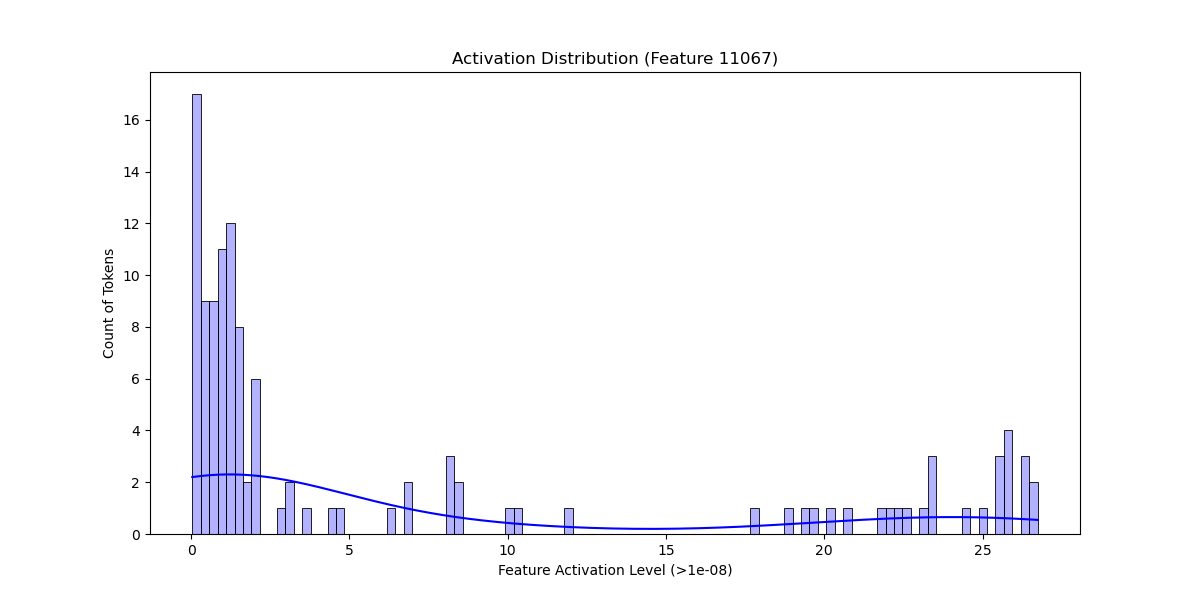 Activation Distribution (Feature 11067)
16
14
12
10
8
6
4
2
0
Count of Tokens
0 5 10 15 20 25
Feature Activation Level (>1e-08)